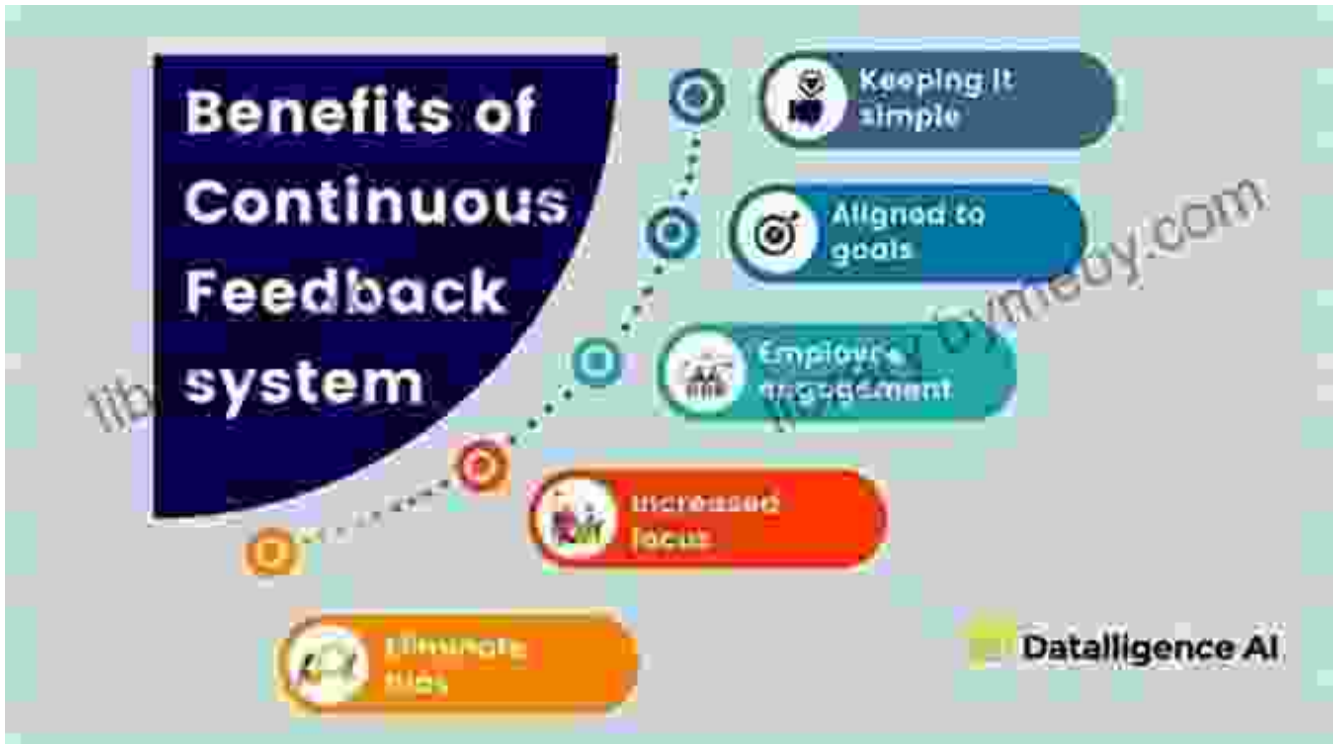 Benefits of
Continuous
Feedback
system
Keeping it
simple
Aligned to
goals
Employee
engagement
Increased
focus
Eliminate
bias
Datalligence AI